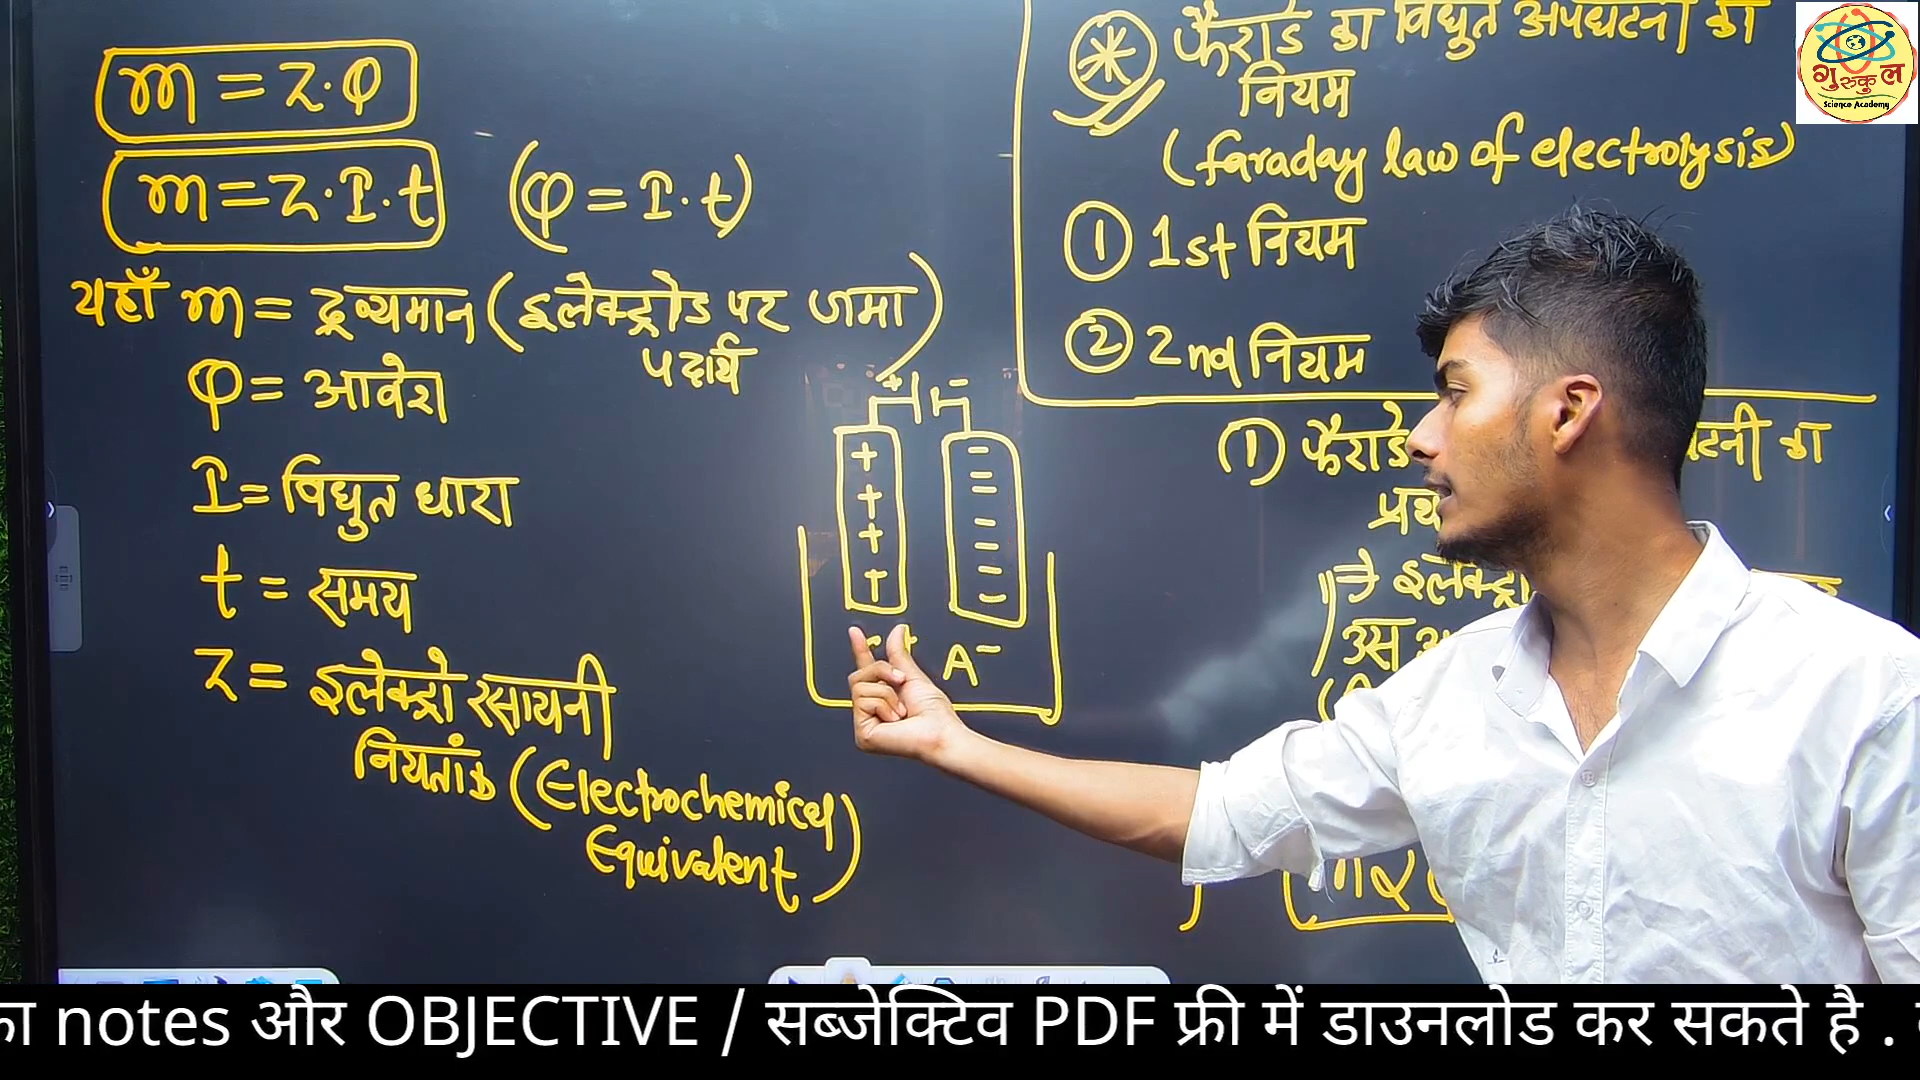 m = Z·φ
m = Z·I·t (φ = I·t)
यहाँ m = द्रव्यमान (इलेक्ट्रोड पर जमा
पदार्थ)
φ = आवेश
I = विद्युत धारा
t = समय
Z = इलेक्ट्रो रसायनी
नियतांक (Electrochemical
Equivalent)
+ -
+ -
+ -
+ -
+ -
-
-
A⁻
फैराडे का विद्युत अपघटनी का
नियम
(faraday law of electrolysis)
① 1st नियम
② 2nd नियम
(1) फैराडे टनी का
→
उस
गुरुकुल
Science Academy
notes और OBJECTIVE / सब्जेक्टिव PDF फ्री में डाउनलोड कर सकते है .